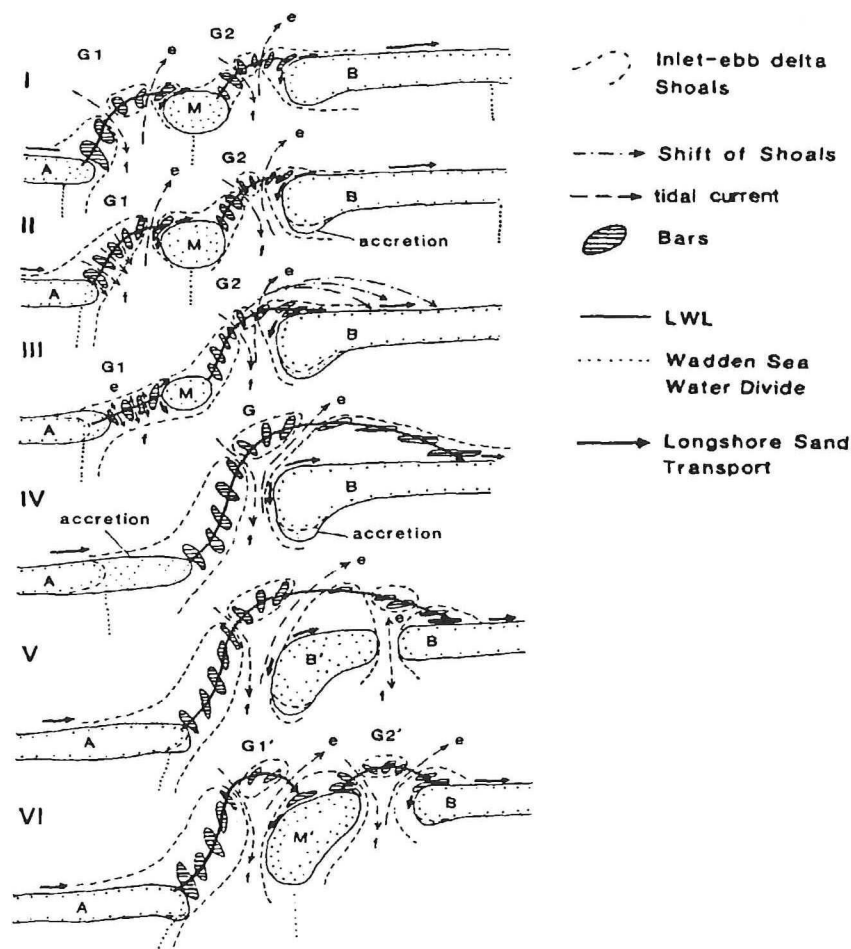 G1
e
G2
e
I
M
B
f
f
A
G1
e
G2
e
II
M
B
f
f
accretion
A
G2
e
III
G1
e
M
B
f
f
A
G
e
IV
B
f
accretion
accretion
A
e
V
B'
B
f
f
A
G1'
e
G2'
e
VI
M'
B
f
f
A
Inlet-ebb delta
Shoals
Shift of Shoals
tidal current
Bars
LWL
Wadden Sea
Water Divide
Longshore Sand
Transport